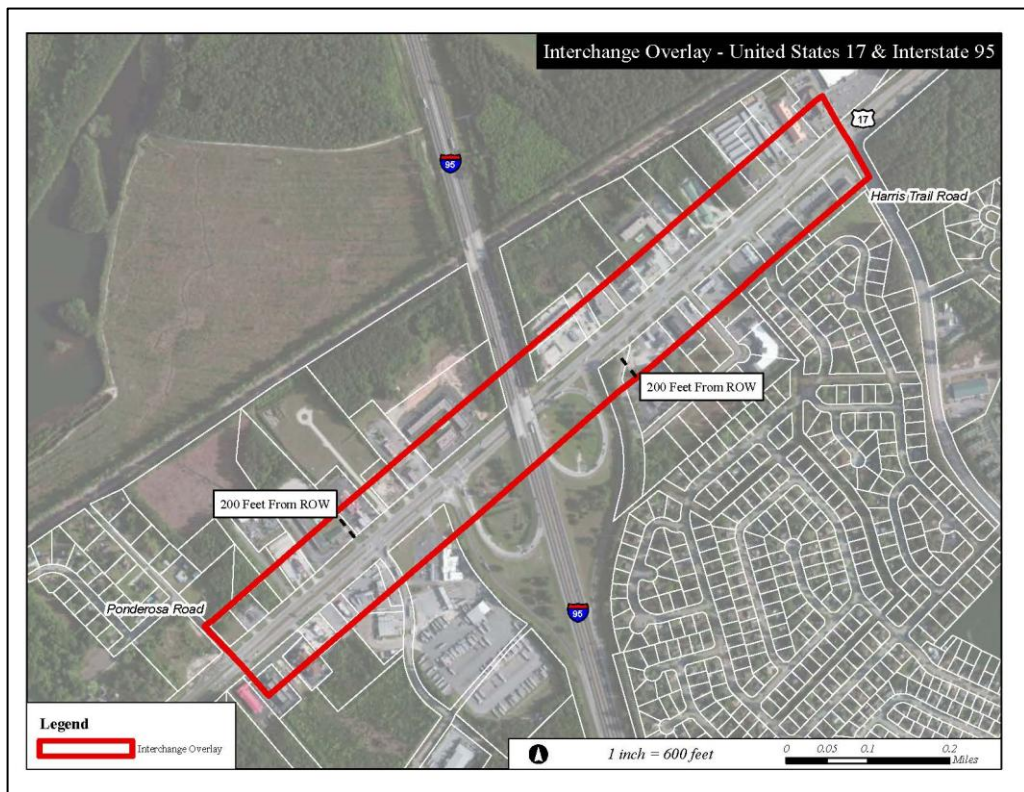 Interchange Overlay - United States 17 & Interstate 95
17
95
Harris Trail Road
200 Feet From ROW
200 Feet From ROW
Ponderosa Road
95
Legend
Interchange Overlay
1 inch = 600 feet
0 0.05 0.1 0.2
Miles